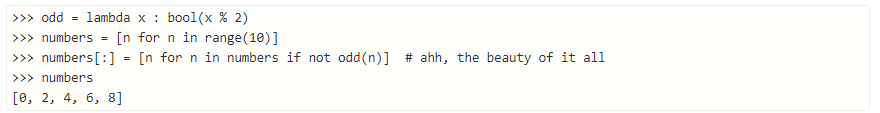 >>> odd = lambda x : bool(x % 2)
>>> numbers = [n for n in range(10)]
>>> numbers[:] = [n for n in numbers if not odd(n)]  # ahh, the beauty of it all
>>> numbers
[0, 2, 4, 6, 8]